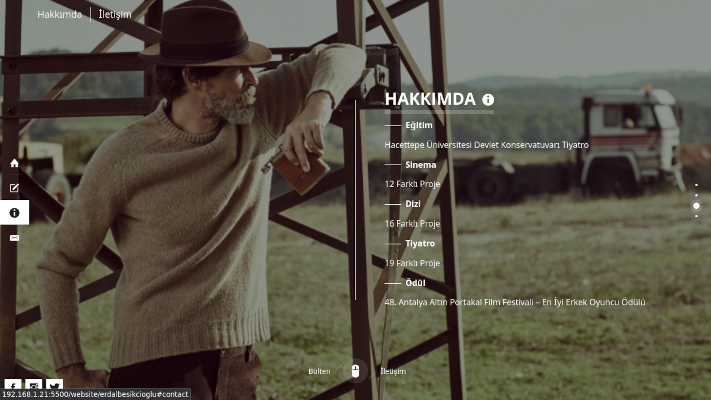 Hakkımda
İletişim
HAKKIMDA
Eğitim
Hacettepe Üniversitesi Devlet Konservatuvarı Tiyatro
Sinema
12 Farklı Proje
Dizi
16 Farklı Proje
Tiyatro
19 Farklı Proje
Ödül
48. Antalya Altın Portakal Film Festivali – En İyi Erkek Oyuncu Ödülü
Bülten
İletişim
192.168.1.21:5500/website/erdalbesikcioglu#contact